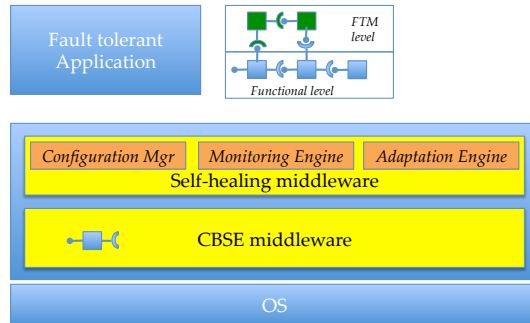 Fault tolerant
Application
FTM
level
Functional level
Configuration Mgr
Monitoring Engine
Adaptation Engine
Self-healing middleware
CBSE middleware
OS